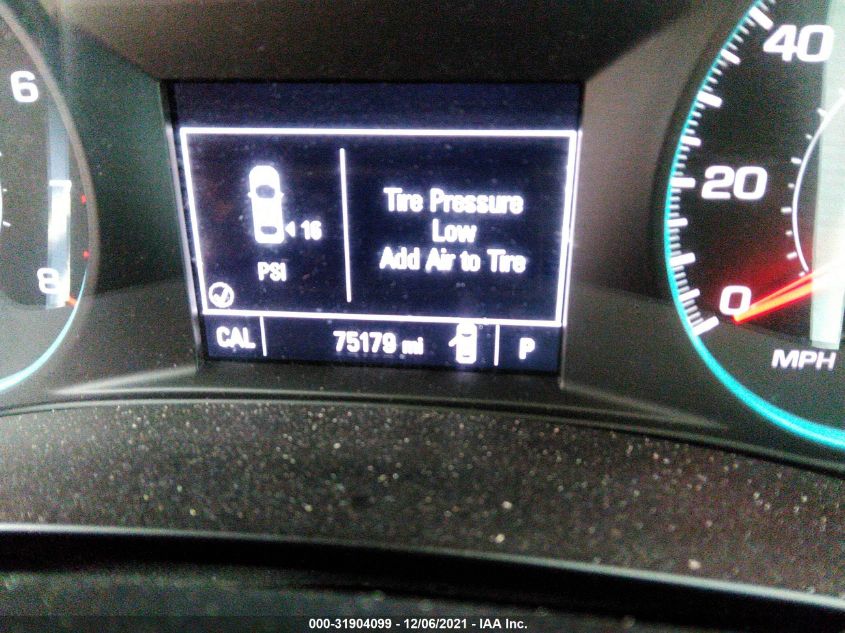 6
8
16
PSI
Tire Pressure
Low
Add Air to Tire
CAL
75179 mi
P
40
20
0
MPH
000-31904099 - 12/06/2021 - IAA Inc.